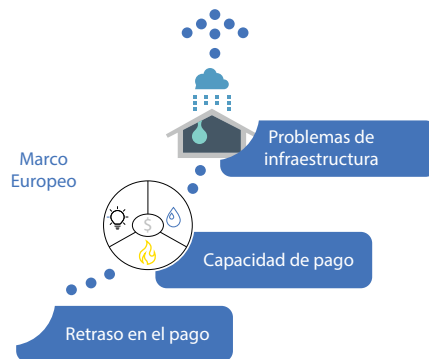 Problemas de
infraestructura
Marco
Europeo
$
Capacidad de pago
Retraso en el pago